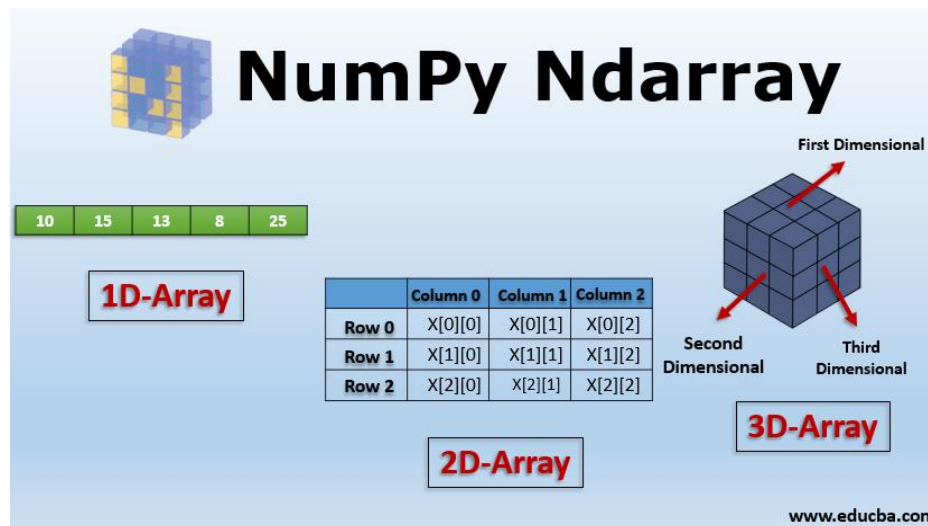 NumPy Ndarray
First Dimensional
10 15 13 8 25
1D-Array
Column 0 Column 1 Column 2
Row 0 X[0][0] X[0][1] X[0][2]
Row 1 X[1][0] X[1][1] X[1][2]
Row 2 X[2][0] X[2][1] X[2][2]
2D-Array
Second
Dimensional
Third
Dimensional
3D-Array
www.educba.com